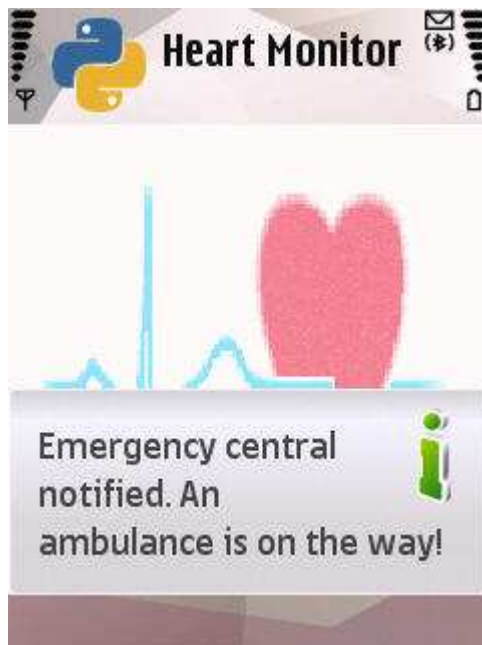 Heart Monitor
Emergency central
notified. An
ambulance is on the way!